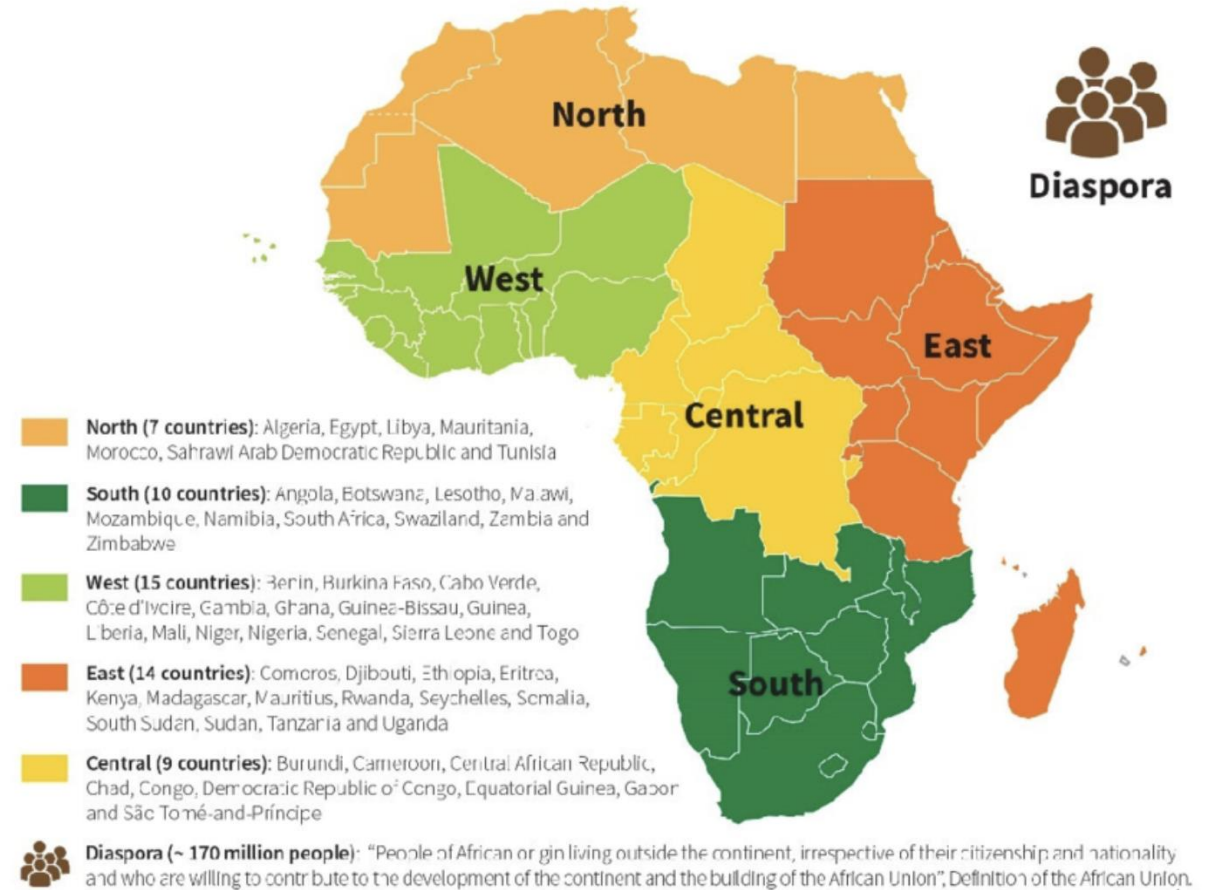 North
Diaspora
West
East
Central
South
North (7 countries): Algeria, Egypt, Libya, Mauritania,
Morocco, Sahrawi Arab Democratic Republic and Tunisia
South (10 countries): Angola, Botswana, Lesotho, Malawi,
Mozambique, Namibia, South Africa, Swaziland, Zambia and
Zimbabwe
West (15 countries): Benin, Burkina Faso, Cabo Verde,
Côte d'Ivoire, Gambia, Ghana, Guinea-Bissau, Guinea,
Liberia, Mali, Niger, Nigeria, Senegal, Sierra Leone and Togo
East (14 countries): Comoros, Djibouti, Ethiopia, Eritrea,
Kenya, Madagascar, Mauritius, Rwanda, Seychelles, Somalia,
South Sudan, Sudan, Tanzania and Uganda
Central (9 countries): Burundi, Cameroon, Central African Republic,
Chad, Congo, Democratic Republic of Congo, Equatorial Guinea, Gabon
and São Tomé-and-Príncipe
Diaspora (~ 170 million people): "People of African origin living outside the continent, irrespective of their citizenship and nationality
and who are willing to contribute to the development of the continent and the building of the African Union", Definition of the African Union.